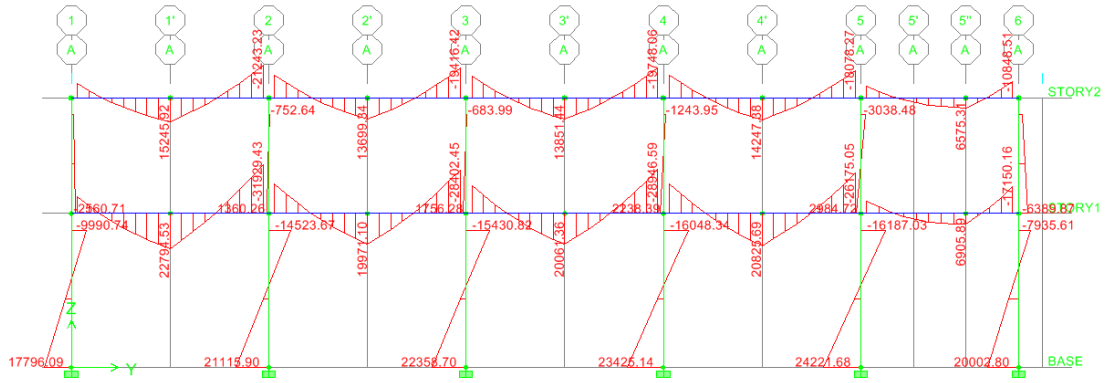 1 1' 2 2' 3 3' 4 4' 5 5' 5" 6
A A A A A A A A A A A A
-21243.23 -19416.42 -19748.06 -18078.27 -10848.51
STORY2
-752.64 -683.99 -1243.95 -3038.48
15245.92 13699.84 13851.44 14247.38 6575.31
-31929.43 -28402.45 -28946.59 -26175.05 -17150.16
-2560.71 1360.26 1756.28 2238.39 2984.72 -6389.87 STORY1
-9990.74 -14523.67 -15430.82 -16048.34 -16187.03 -7935.61
22794.53 19971.10 20061.36 20825.69 6905.89
Z
Y
17796.09 21115.90 22358.70 23425.14 24221.68 20002.80 BASE